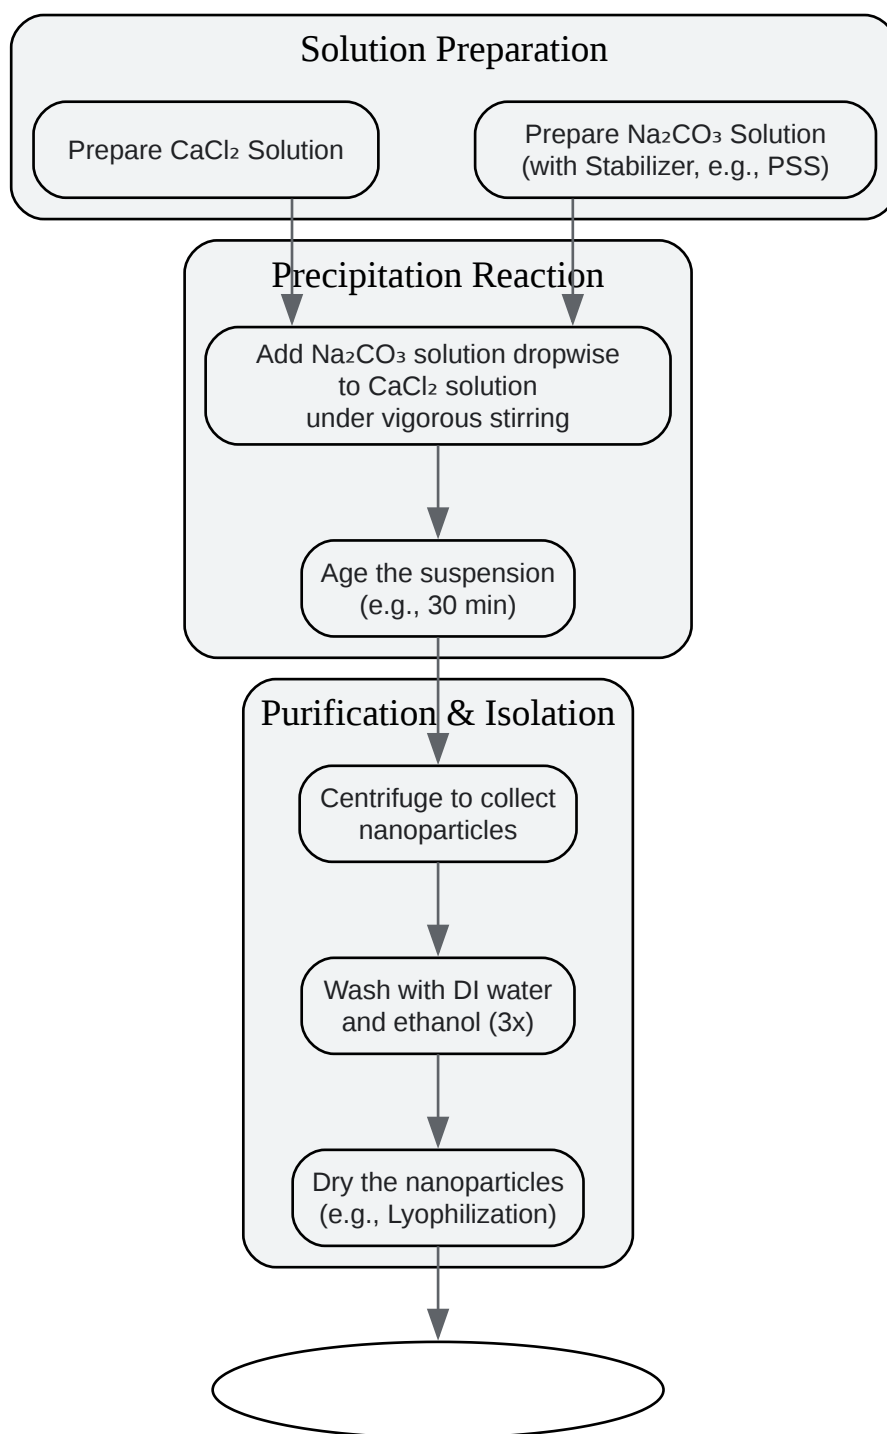 Solution Preparation
Prepare CaCl₂ Solution
Prepare Na₂CO₃ Solution
(with Stabilizer, e.g., PSS)
Precipitation Reaction
Add Na₂CO₃ solution dropwise
to CaCl₂ solution
under vigorous stirring
Age the suspension
(e.g., 30 min)
Purification & Isolation
Centrifuge to collect
nanoparticles
Wash with DI water
and ethanol (3x)
Dry the nanoparticles
(e.g., Lyophilization)